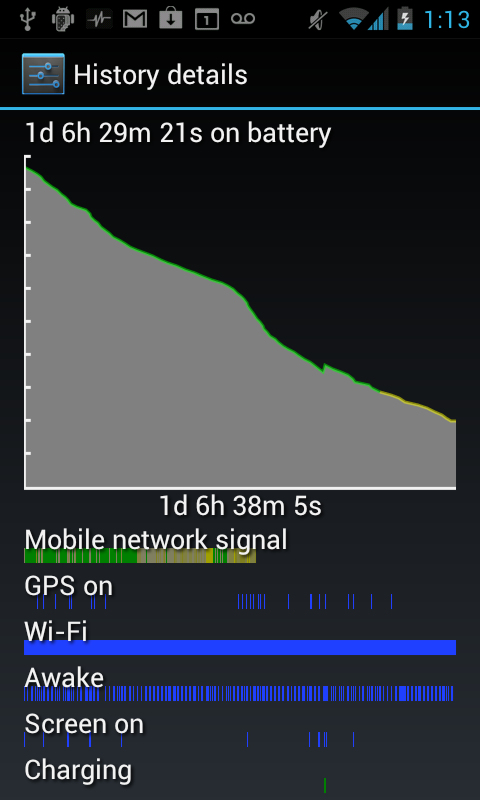 1
1:13
History details
1d 6h 29m 21s on battery
1d 6h 38m 5s
Mobile network signal
GPS on
Wi-Fi
Awake
Screen on
Charging